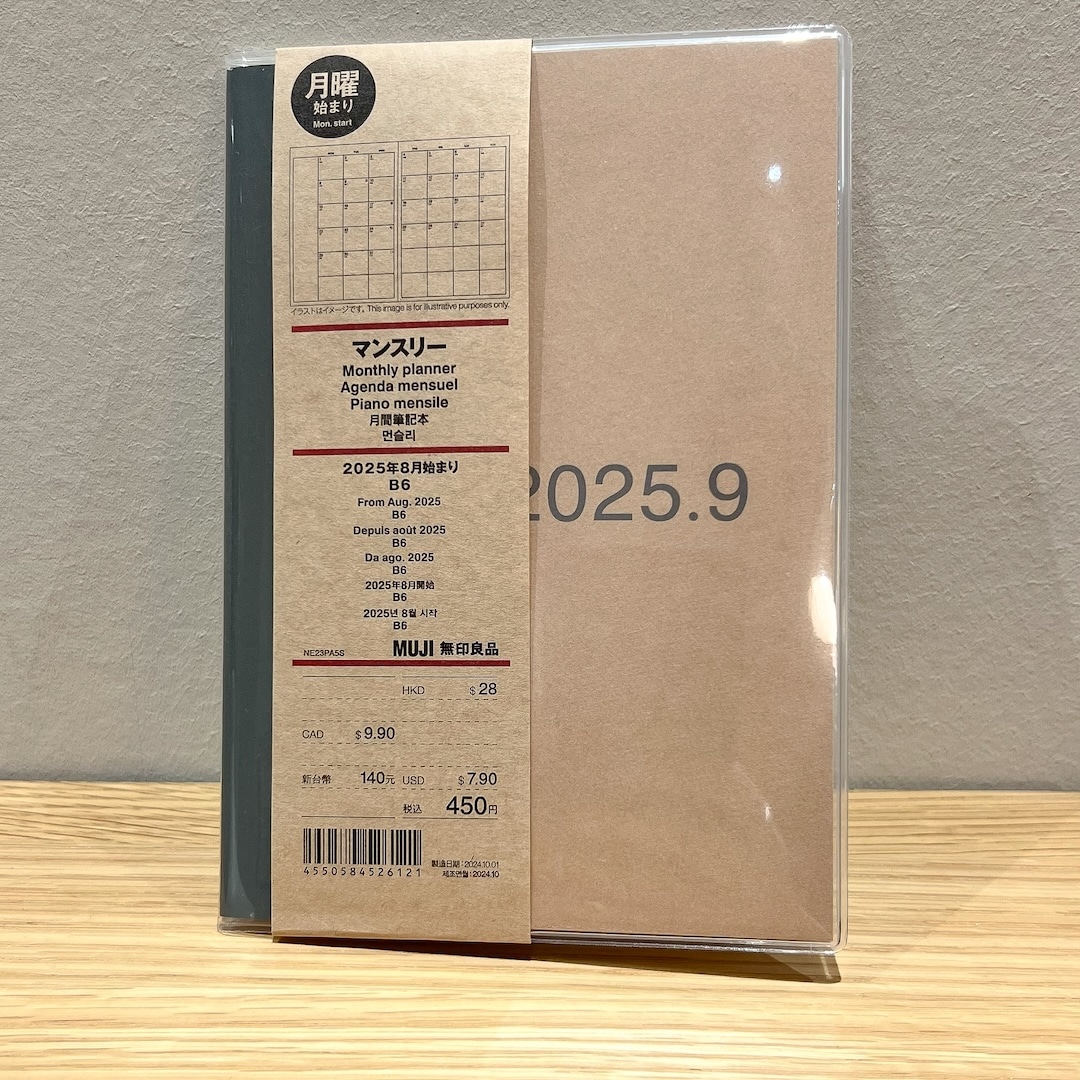 月曜
始まり
Mon. start
イラストはイメージです。 This image is for illustrative purposes only.
マンスリー
Monthly planner
Agenda mensuel
Piano mensile
月間筆記本
먼슬리
2025年8月始まり
B6
From Aug. 2025
B6
Depuis août 2025
B6
Da ago. 2025
B6
2025年8月開始
B6
2025년 8월 시작
B6
NE23PA5S MUJI 無印良品
HKD $ 28
CAD $ 9.90
新台幣 140元 USD $ 7.90
税込 450円
4550584526121
製造日期:2024.10.01
제조연월:2024.10
2025.9